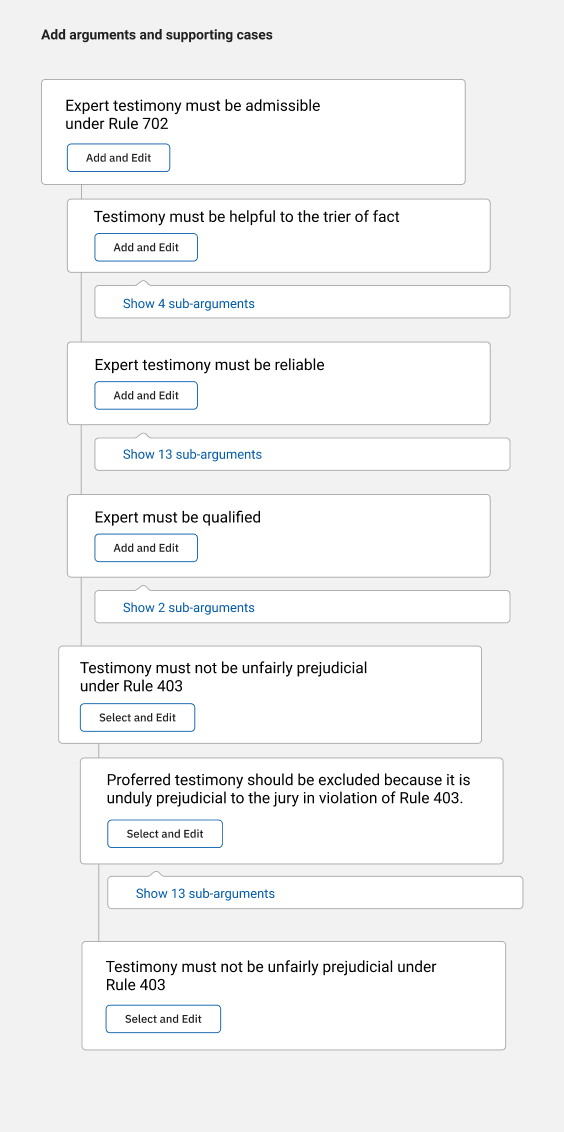 Add arguments and supporting cases
Expert testimony must be admissible
under Rule 702
Add and Edit
Testimony must be helpful to the trier of fact
Add and Edit
Show 4 sub-arguments
Expert testimony must be reliable
Add and Edit
Show 13 sub-arguments
Expert must be qualified
Add and Edit
Show 2 sub-arguments
Testimony must not be unfairly prejudicial
under Rule 403
Select and Edit
Proferred testimony should be excluded because it is
unduly prejudicial to the jury in violation of Rule 403.
Select and Edit
Show 13 sub-arguments
Testimony must not be unfairly prejudicial under
Rule 403
Select and Edit